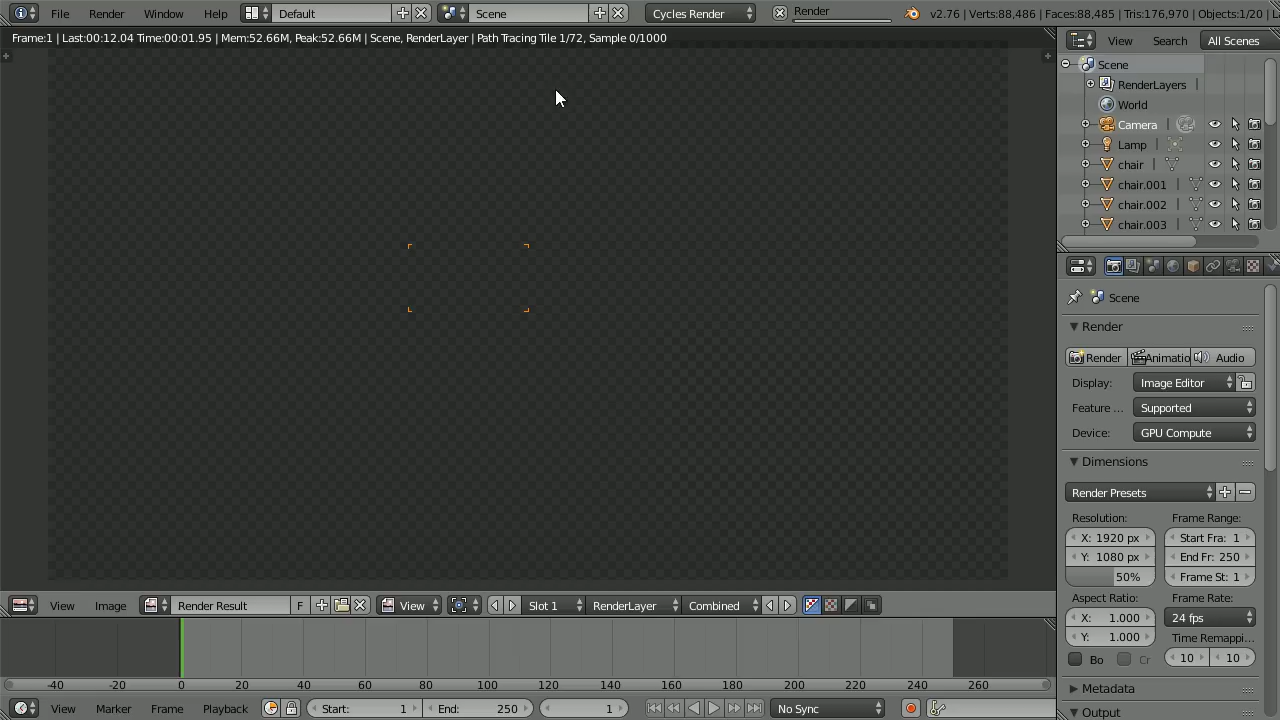 File Render Window Help Default Scene Cycles Render Render v2.76 | Verts:88,486 | Faces:88,485 | Tris:176,970 | Objects:1/20 | L
Frame:1 | Last:00:12.04 Time:00:01.95 | Mem:52.66M, Peak:52.66M | Scene, RenderLayer | Path Tracing Tile 1/72, Sample 0/1000
View Search All Scenes
Scene
RenderLayers |
World
Camera |
Lamp |
chair |
chair.001 |
chair.002 |
chair.003 |
Scene
Render
Render Animatio Audio
Display: Image Editor
Feature ... Supported
Device: GPU Compute
Dimensions
Render Presets
Resolution: Frame Range:
X: 1920 px Start Fra: 1
Y: 1080 px End Fr: 250
50% Frame St: 1
Aspect Ratio: Frame Rate:
X: 1.000 24 fps
Y: 1.000 Time Remappi...
Bo Cr 10 10
Metadata
Output
View Image Render Result F View Slot 1 RenderLayer Combined
-40 -20 0 20 40 60 80 100 120 140 160 180 200 220 240 260
View Marker Frame Playback Start: 1 End: 250 1 No Sync